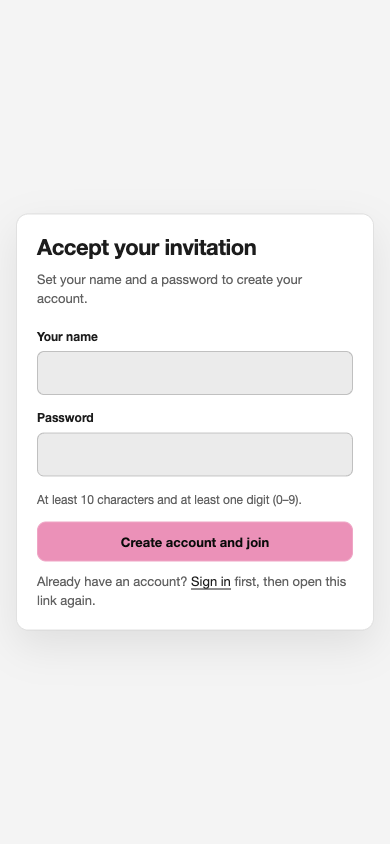 Accept your invitation
Set your name and a password to create your
account.
Your name
Password
At least 10 characters and at least one digit (0–9).
Create account and join
Already have an account? Sign in first, then open this
link again.